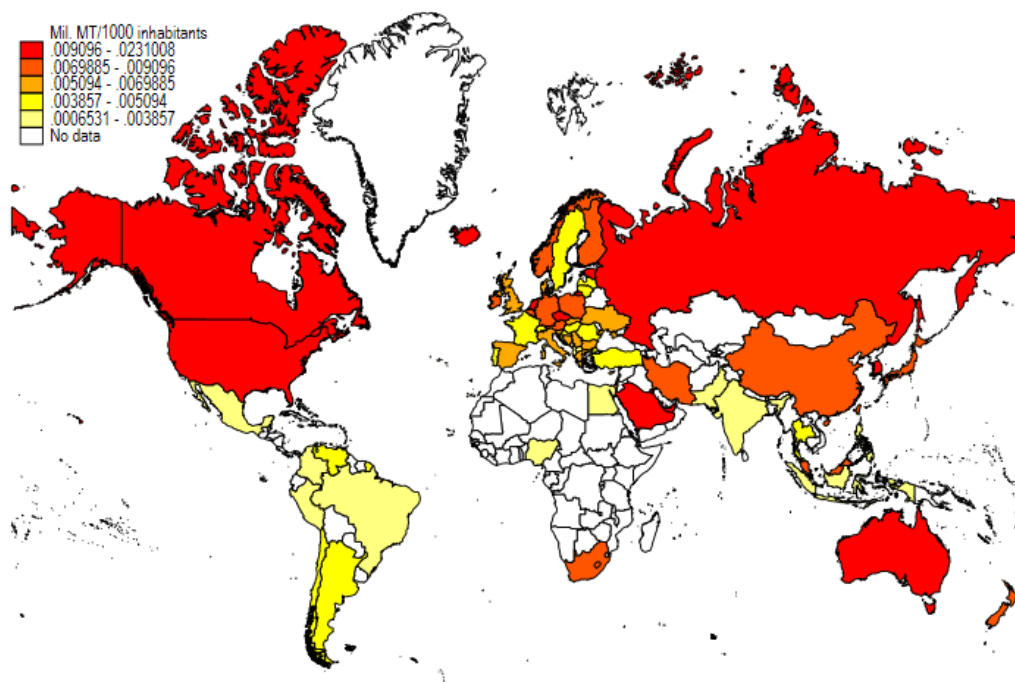 Mil. MT/1000 inhabitants
.009096 - .0231008
.0069885 - .009096
.005094 - .0069885
.003857 - .005094
.0006531 - .003857
No data